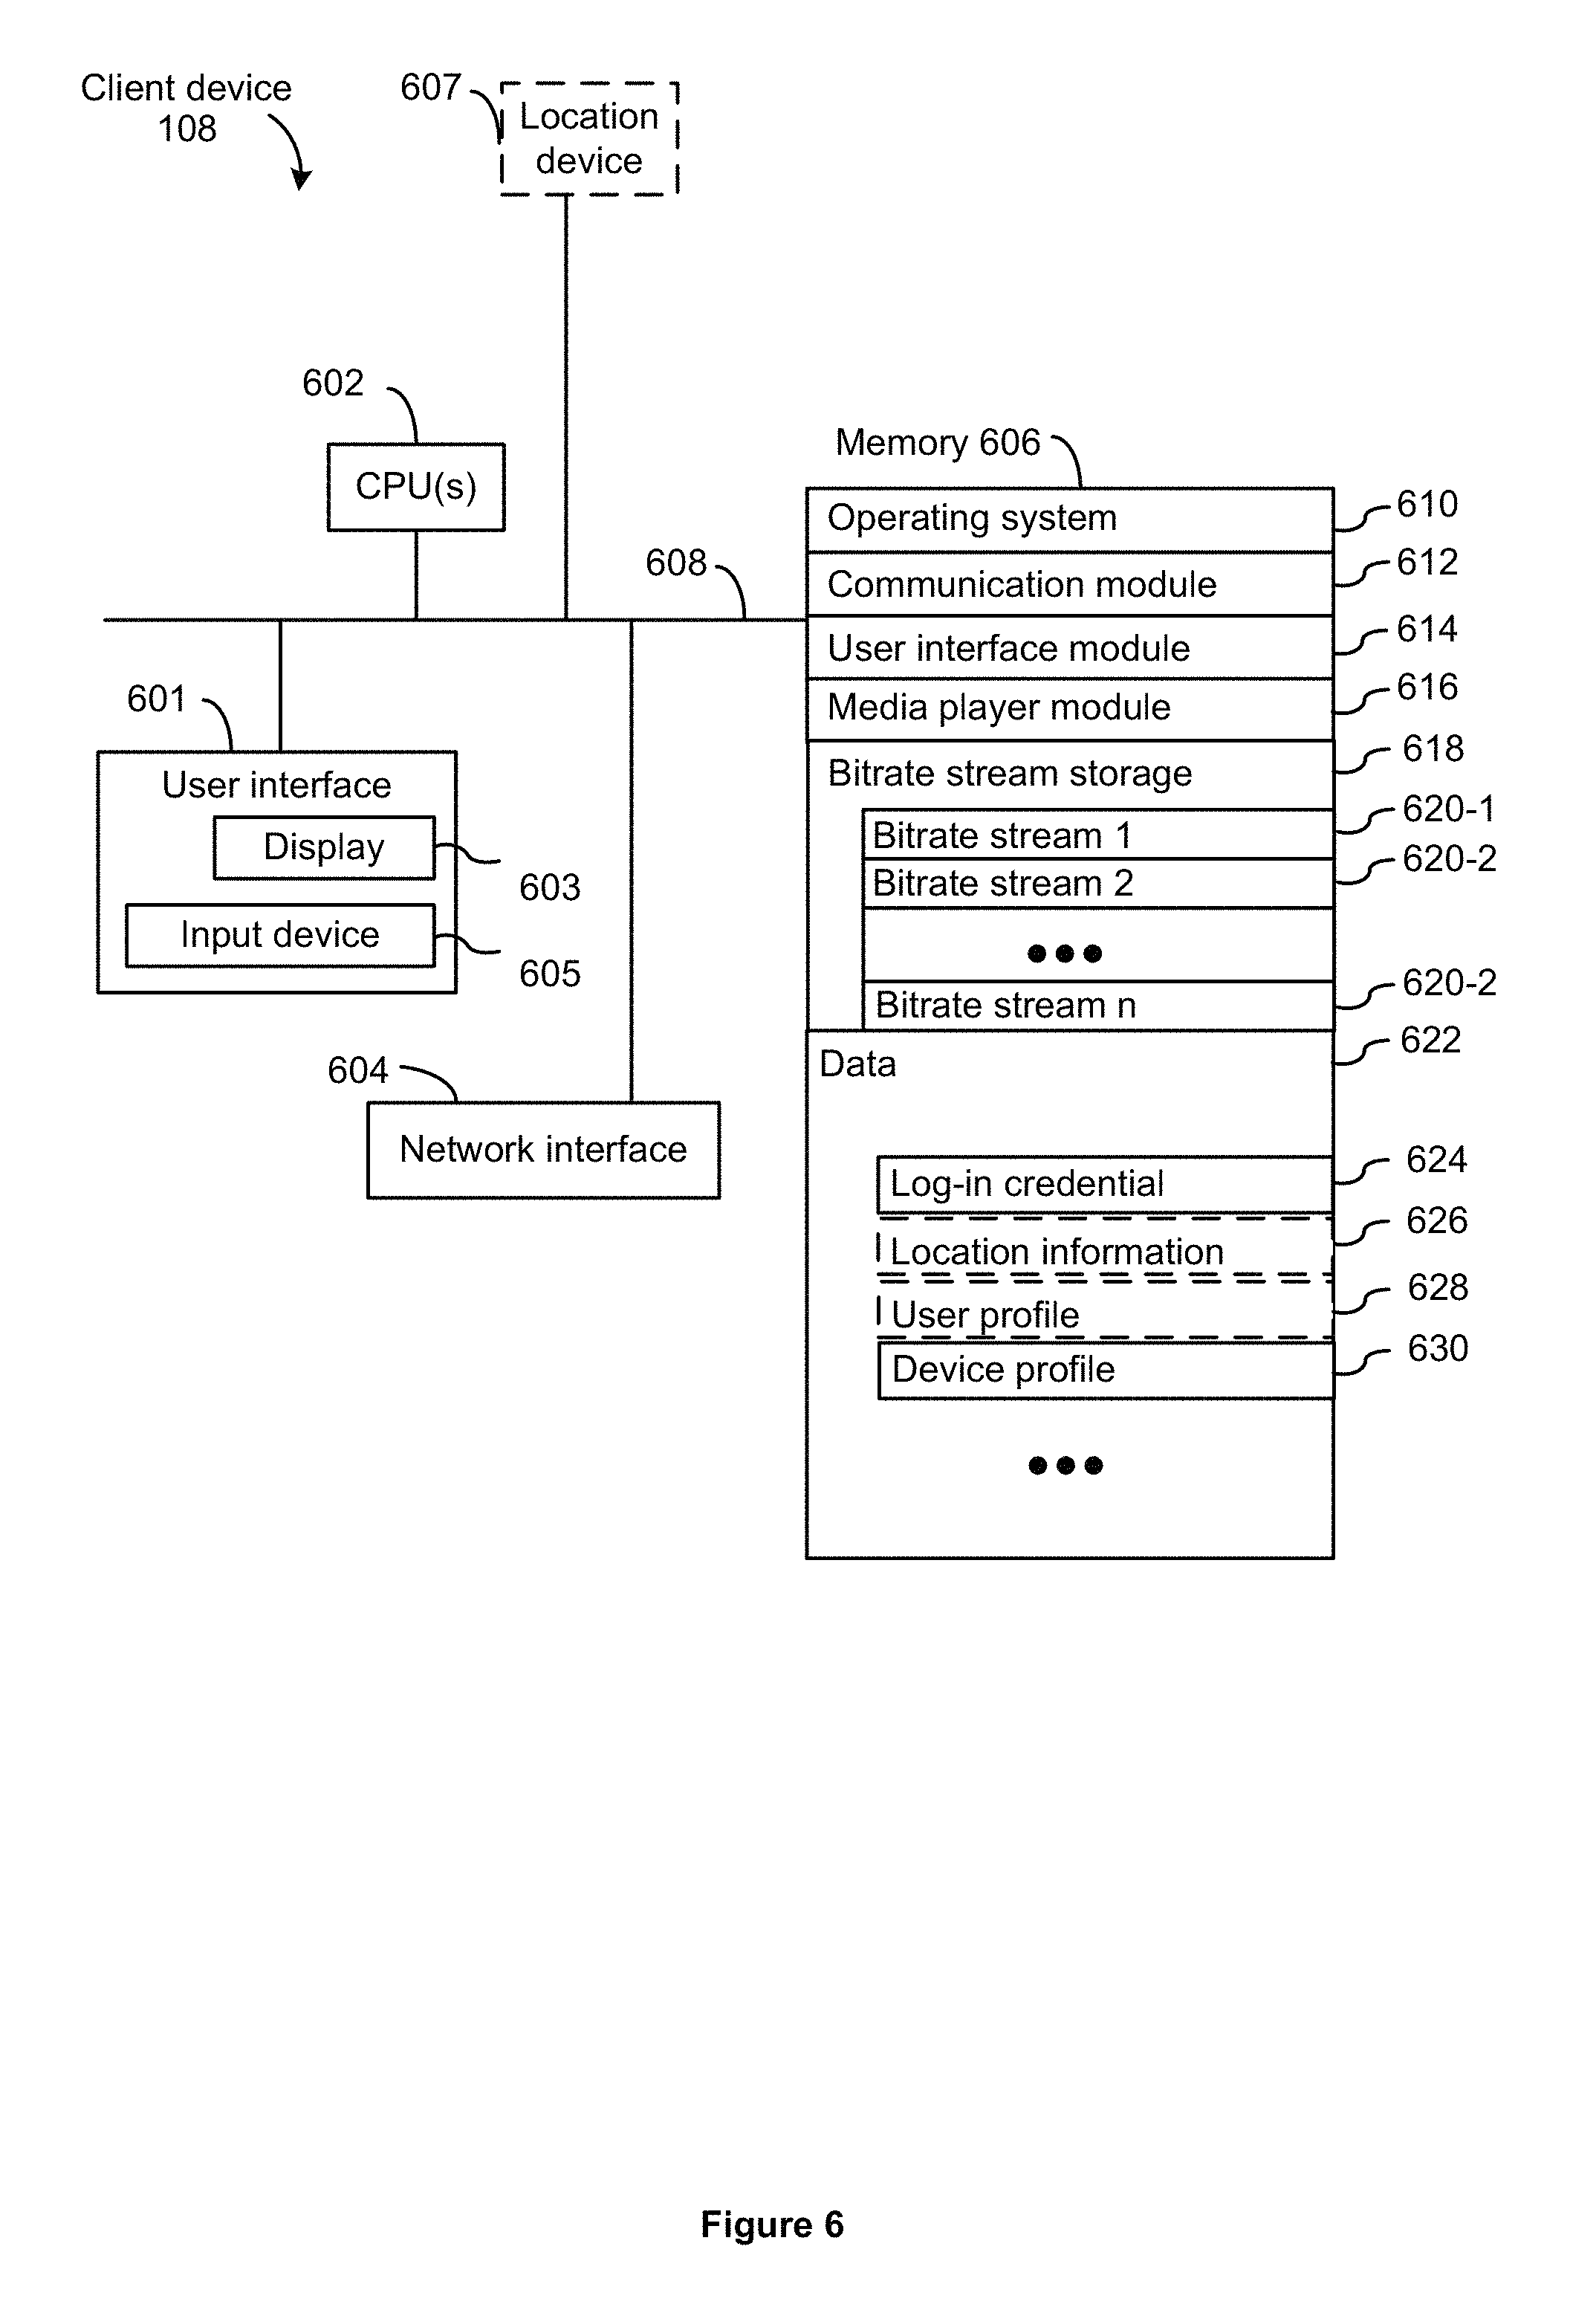 Client device
108
607
Location
device
602
CPU(s)
Memory 606
608
Operating system
610
Communication module
612
User interface module
614
Media player module
616
Bitrate stream storage
618
Bitrate stream 1
620-1
Bitrate stream 2
620-2
Bitrate stream n
620-2
601
User interface
Display
603
Input device
605
604
Network interface
Data
622
Log-in credential
624
Location information
626
User profile
628
Device profile
630
Figure 6